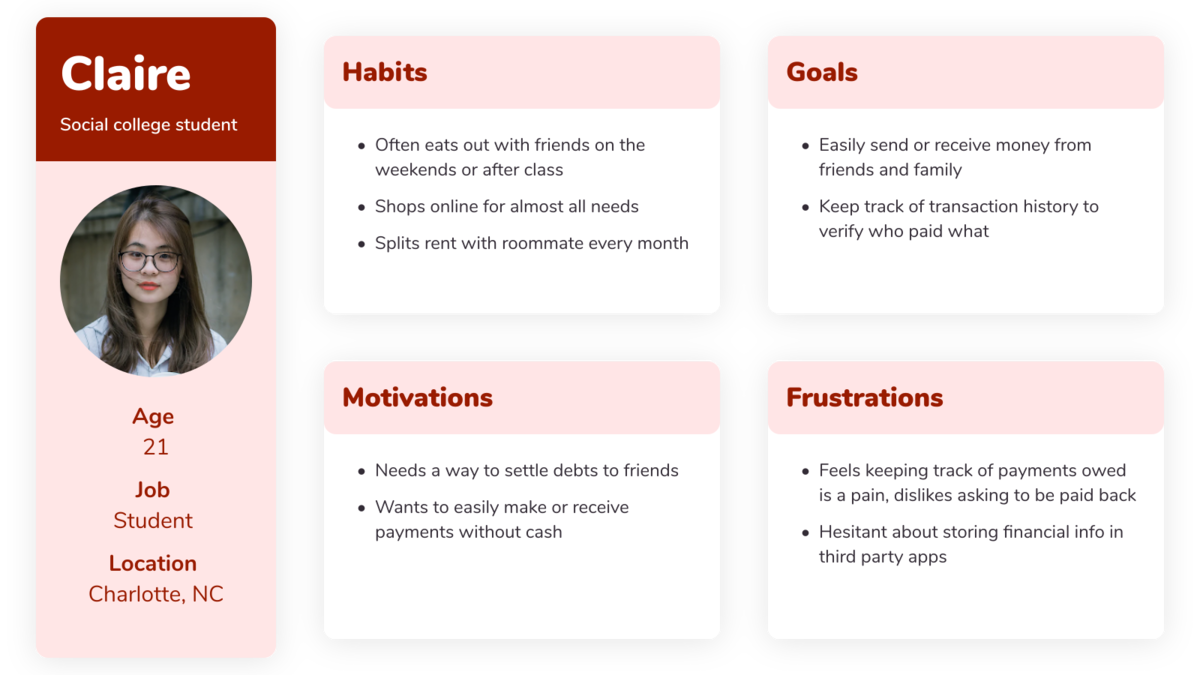 Claire
Social college student
Age
21
Job
Student
Location
Charlotte, NC
Habits
• Often eats out with friends on the
weekends or after class
• Shops online for almost all needs
• Splits rent with roommate every month
Goals
• Easily send or receive money from
friends and family
• Keep track of transaction history to
verify who paid what
Motivations
• Needs a way to settle debts to friends
• Wants to easily make or receive
payments without cash
Frustrations
• Feels keeping track of payments owed
is a pain, dislikes asking to be paid back
• Hesitant about storing financial info in
third party apps